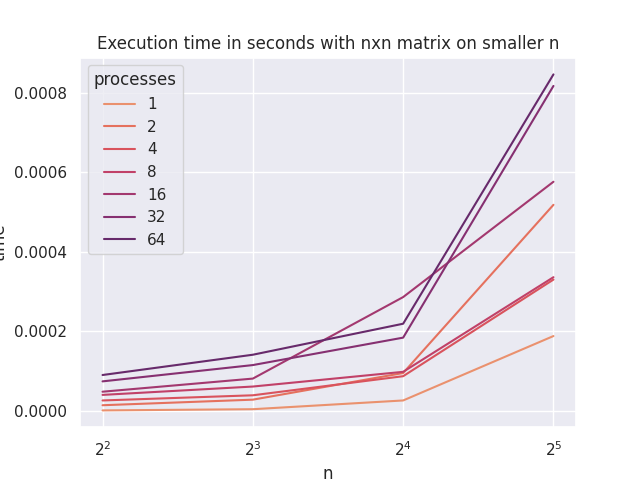 Execution time in seconds with nxn matrix on smaller n
processes
1
2
4
8
16
32
64
0.0008
0.0006
0.0004
0.0002
0.0000
time
2² 2³ 2⁴ 2⁵
n